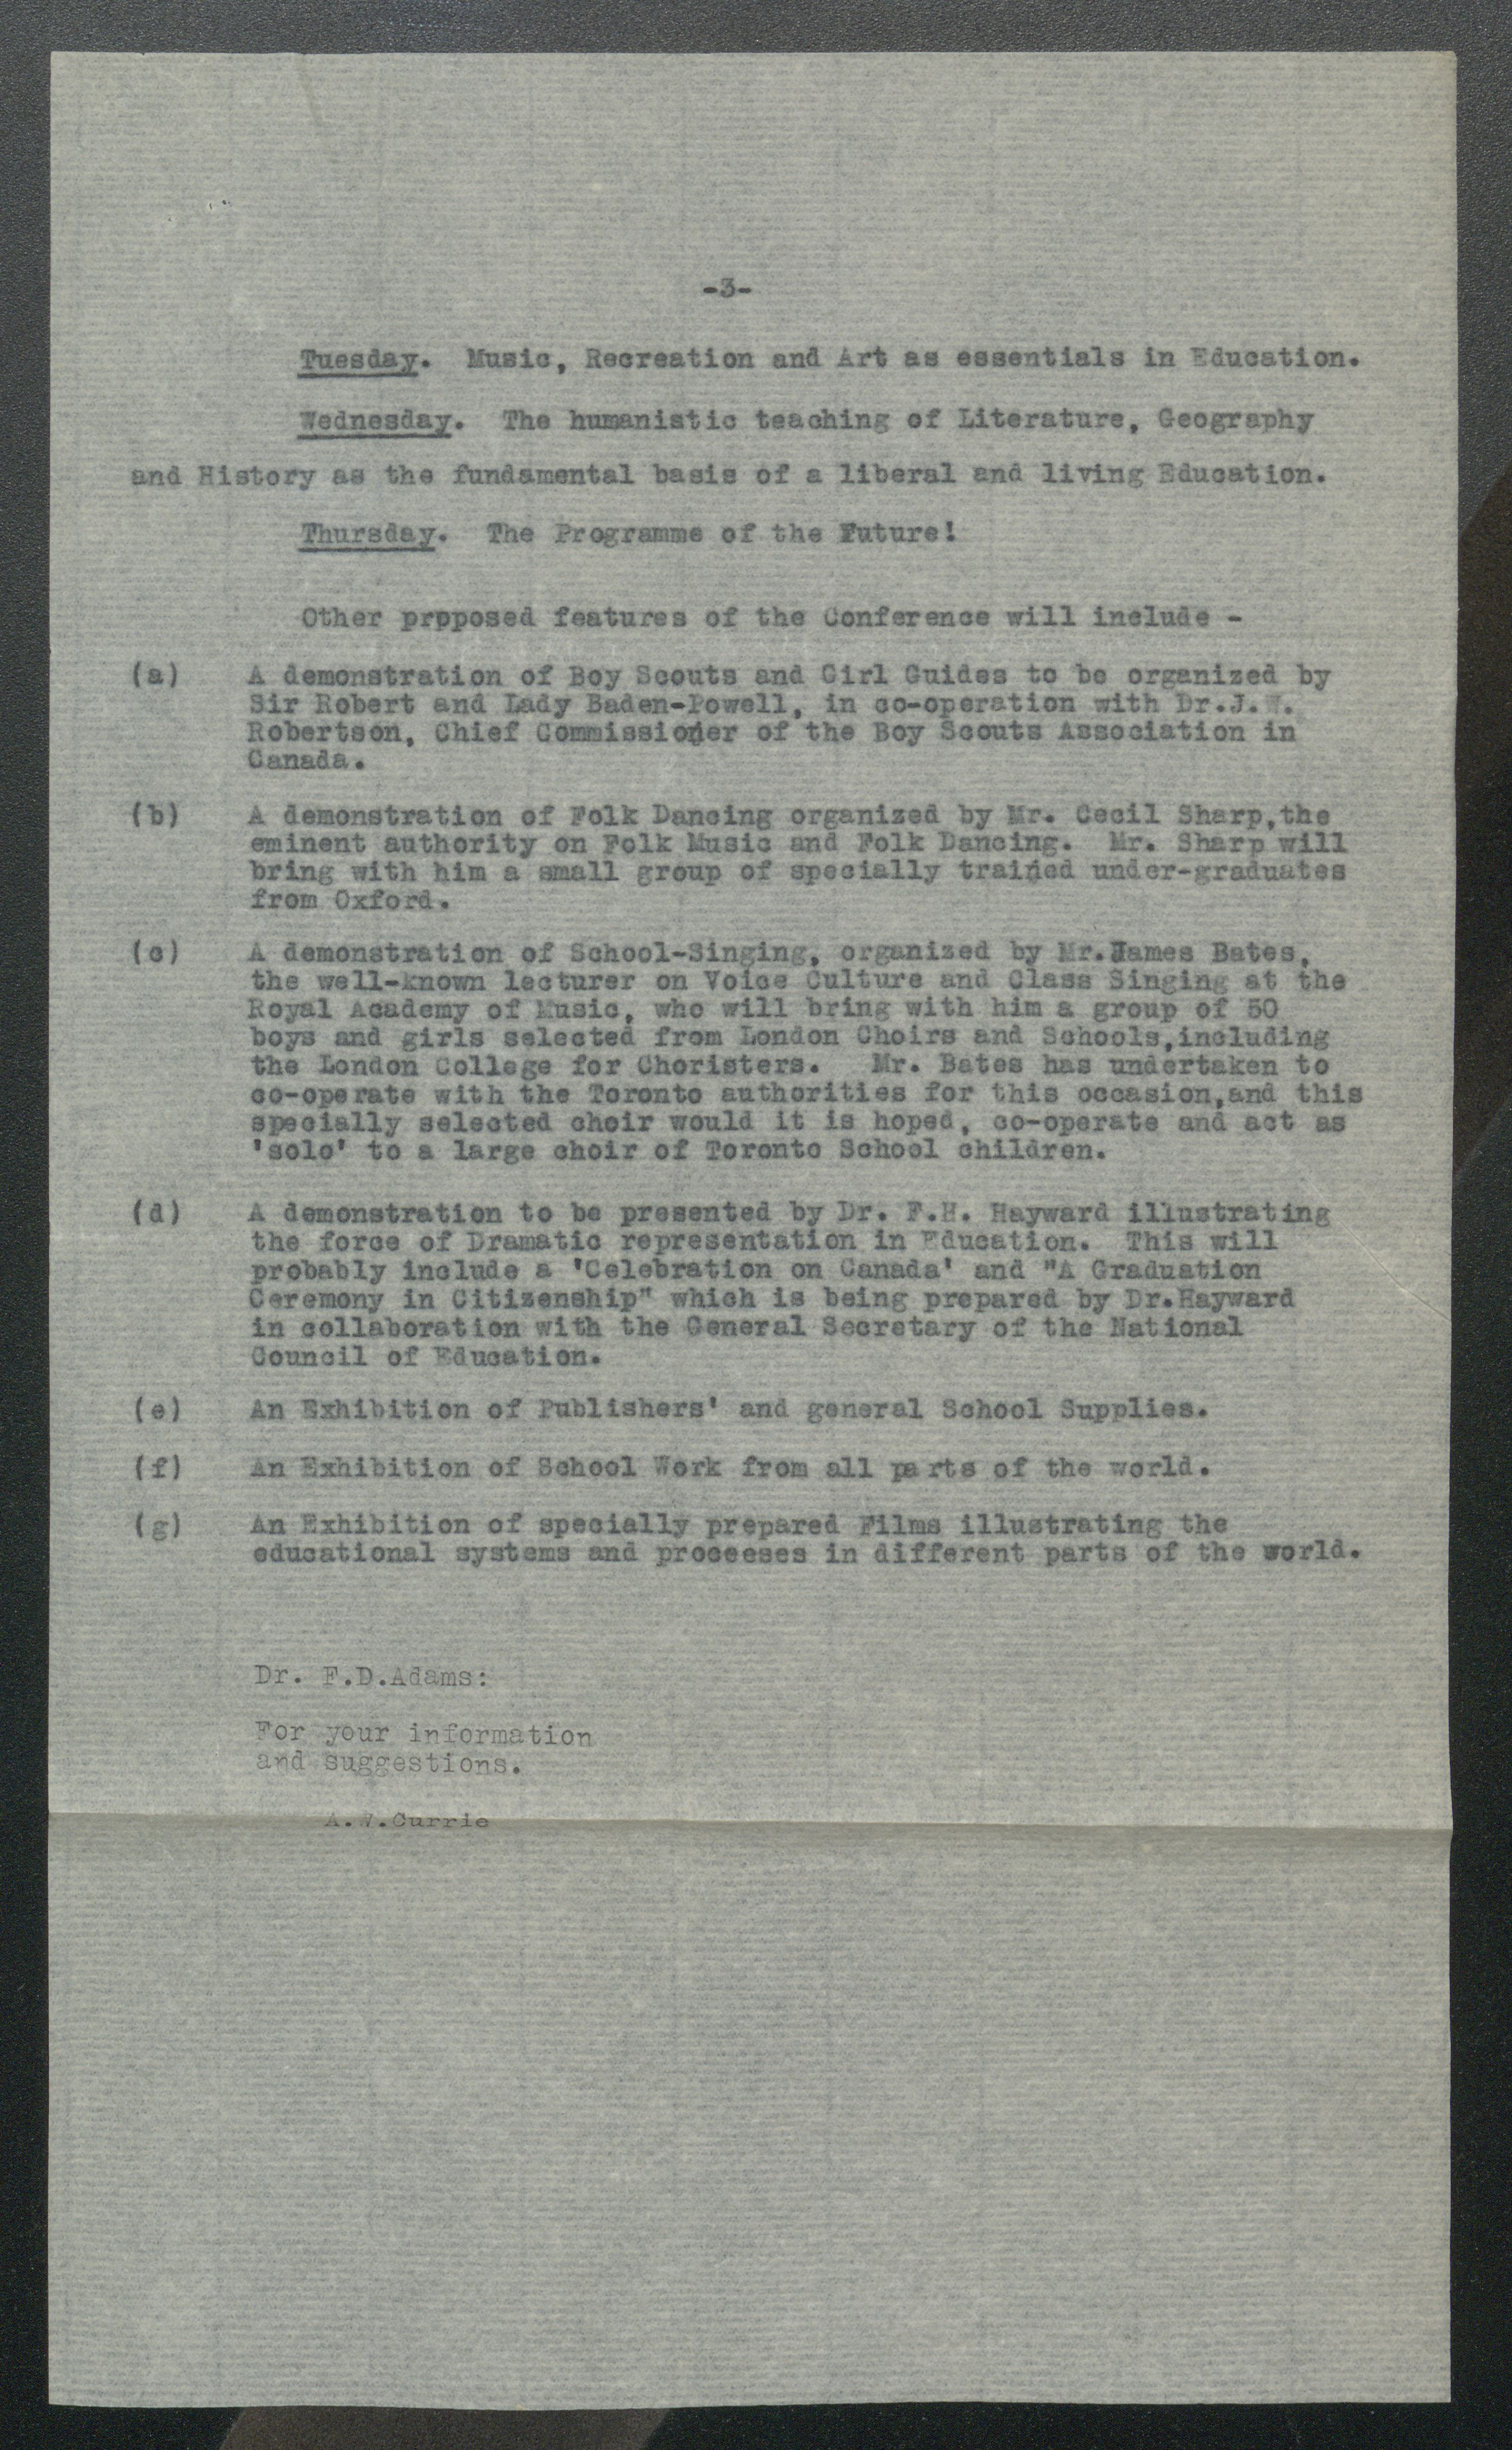 -3-
Tuesday. Music, Recreation and Art as essentials in Education.
Wednesday. The humanistic teaching of Literature, Geography
and History as the fundamental basis of a liberal and living Education.
Thursday. The Programme of the Future!
Other proposed features of the Conference will include -
(a) A demonstration of Boy Scouts and Girl Guides to be organized by
Sir Robert and Lady Baden-Powell, in co-operation with Dr.J.W.
Robertson, Chief Commissioner of the Boy Scouts Association in
Canada.
(b) A demonstration of Folk Dancing organized by Mr. Cecil Sharp,the
eminent authority on Folk Music and Folk Dancing. Mr. Sharp will
bring with him a small group of specially trained under-graduates
from Oxford.
(c) A demonstration of School-Singing, organized by Mr.James Bates,
the well-known lecturer on Voice Culture and Class Singing at the
Royal Academy of Music, who will bring with him a group of 50
boys and girls selected from London Choirs and Schools,including
the London College for Choristers. Mr. Bates has undertaken to
co-operate with the Toronto authorities for this occasion,and this
specially selected choir would it is hoped, co-operate and act as
'solo' to a large choir of Toronto School children.
(d) A demonstration to be presented by Dr. F.H. Hayward illustrating
the force of Dramatic representation in Education. This will
probably include a 'Celebration on Canada' and "A Graduation
Ceremony in Citizenship" which is being prepared by Dr.Hayward
in collaboration with the General Secretary of the National
Council of Education.
(e) An Exhibition of Publishers' and general School Supplies.
(f) An Exhibition of School Work from all parts of the world.
(g) An Exhibition of specially prepared Films illustrating the
educational systems and proceeses in different parts of the world.
Dr. F.D.Adams:
For your information
and suggestions.
A.W.Currie